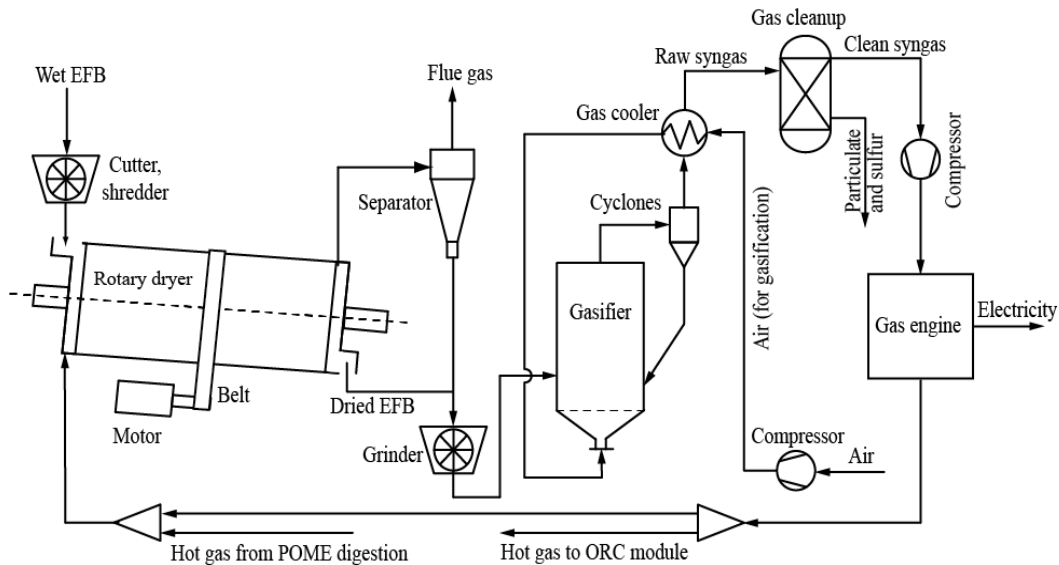 Gas cleanup
Clean syngas
Raw syngas
Wet EFB
Flue gas
Gas cooler
Cutter,
shredder
Separator
Cyclones
Particulate
and sulfur
Compressor
Rotary dryer
Gasifier
Air (for gasification)
Gas engine
Electricity
Belt
Dried EFB
Motor
Grinder
Compressor
Air
Hot gas from POME digestion
Hot gas to ORC module